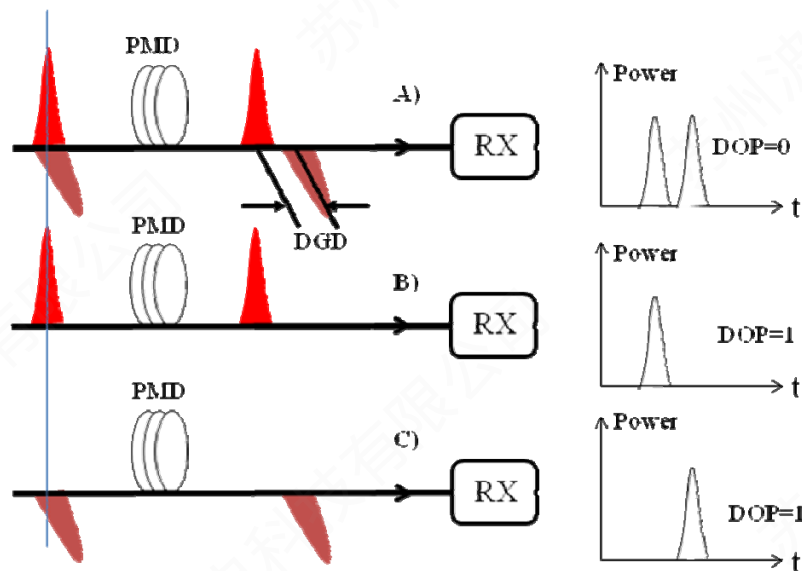 PMD
A)
RX
Power
DOP=0
t
DGD
PMD
B)
RX
Power
DOP=1
t
PMD
C)
RX
Power
DOP=1
t